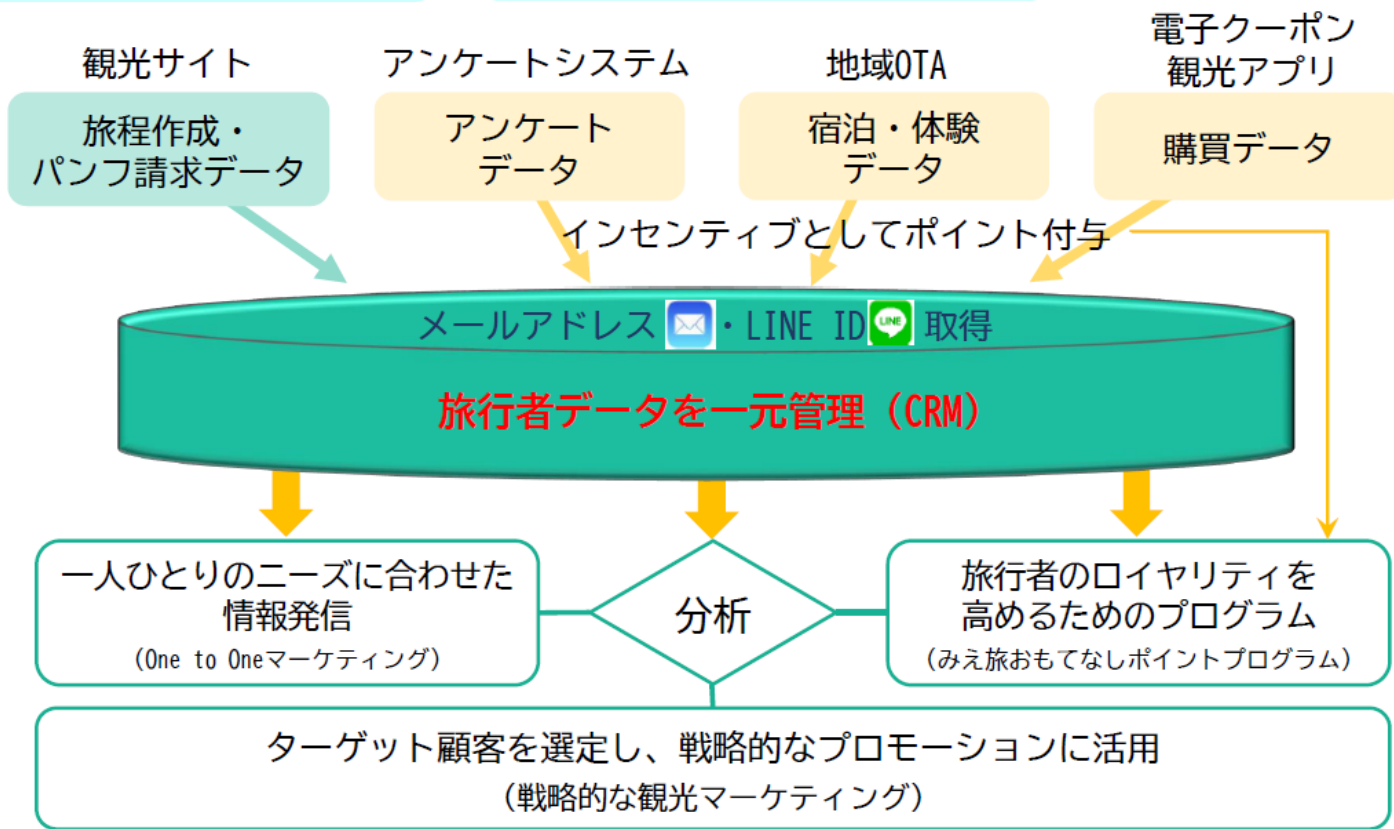 観光サイト
アンケートシステム
地域OTA
電子クーポン
観光アプリ
旅程作成・
パンフ請求データ
アンケート
データ
宿泊・体験
データ
購買データ
インセンティブとしてポイント付与
メールアドレス・LINE ID LINE 取得
旅行者データを一元管理（CRM）
一人ひとりのニーズに合わせた
情報発信
（One to Oneマーケティング）
分析
旅行者のロイヤリティを
高めるためのプログラム
（みえ旅おもてなしポイントプログラム）
ターゲット顧客を選定し、戦略的なプロモーションに活用
（戦略的な観光マーケティング）